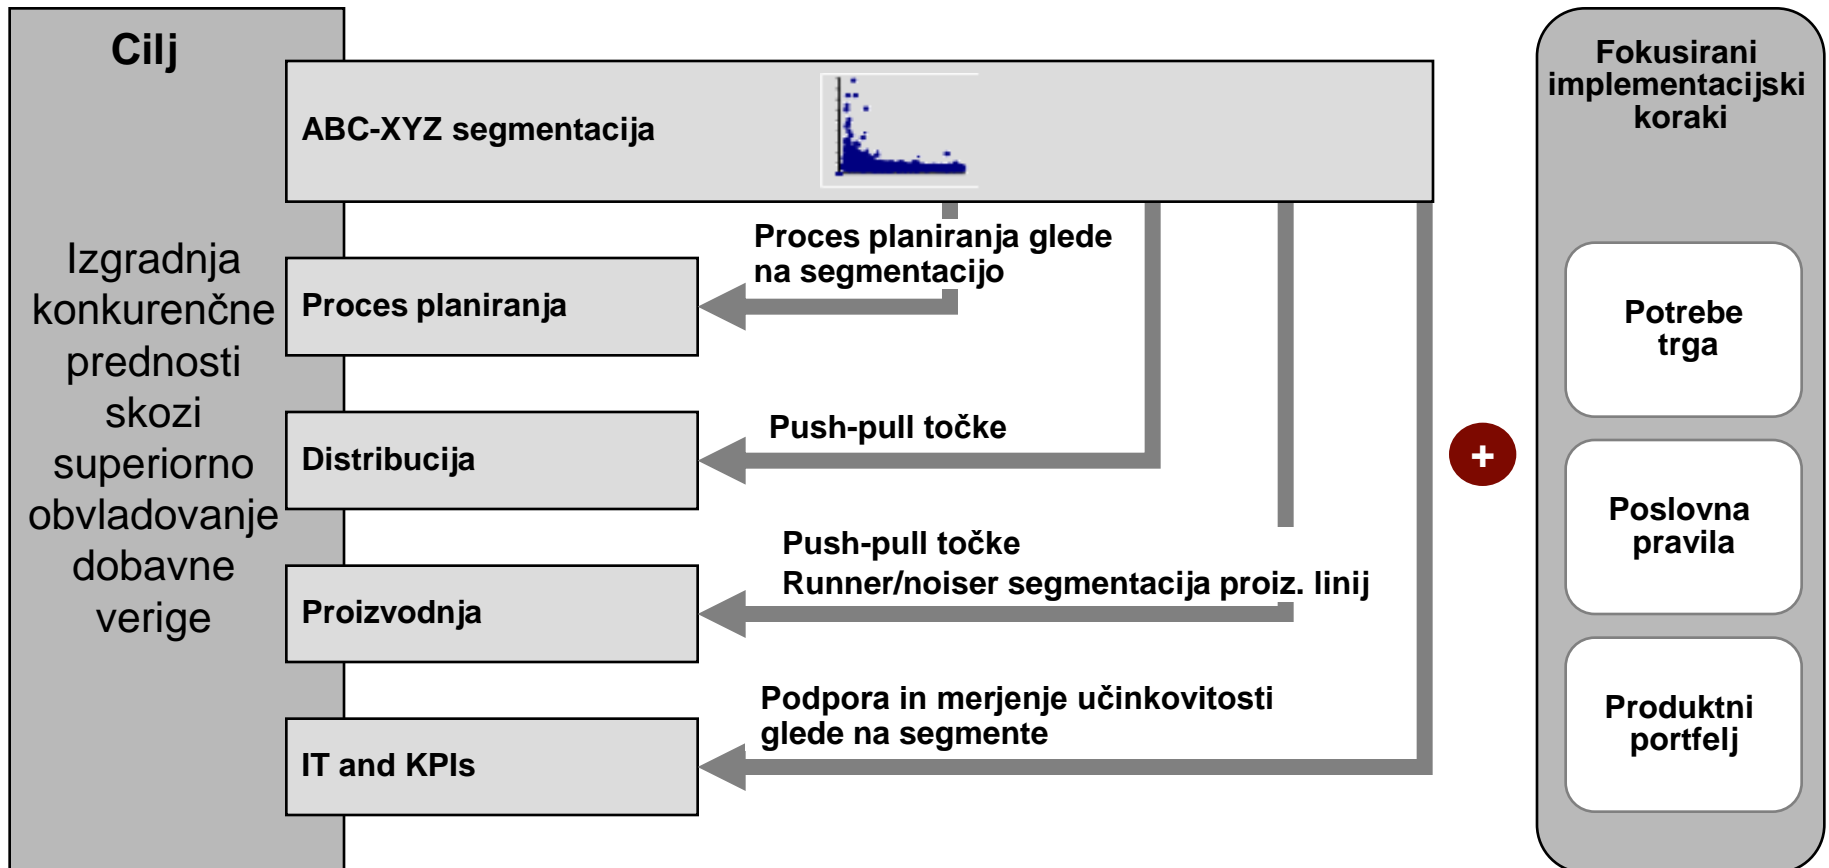 Cilj
Izgradnja
konkurenčne
prednosti
skozi
superiorno
obvladovanje
dobavne
verige
ABC-XYZ segmentacija
Proces planiranja glede
na segmentacijo
Proces planiranja
Push-pull točke
Distribucija
Push-pull točke
Runner/noiser segmentacija proiz. linij
Proizvodnja
Podpora in merjenje učinkovitosti
glede na segmente
IT and KPIs
+
Fokusirani
implementacijski
koraki
Potrebe
trga
Poslovna
pravila
Produktni
portfelj